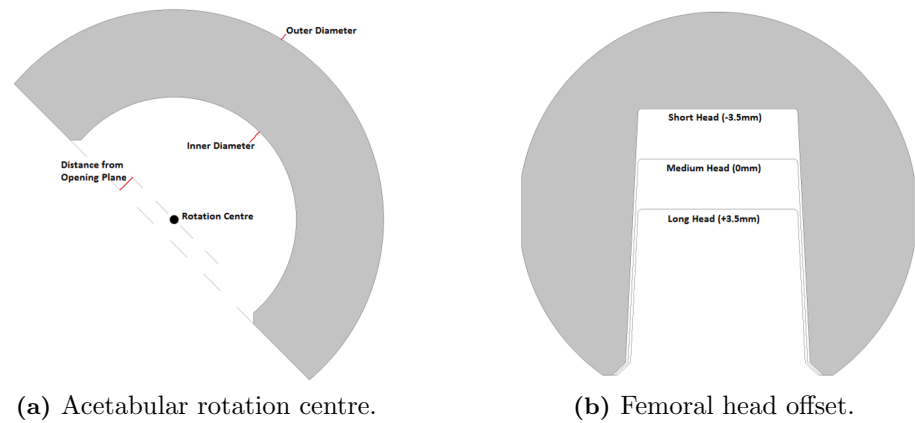 Outer Diameter
Inner Diameter
Distance from
Opening Plane
Rotation Centre
Short Head (-3.5mm)
Medium Head (0mm)
Long Head (+3.5mm)
(a) Acetabular rotation centre.
(b) Femoral head offset.